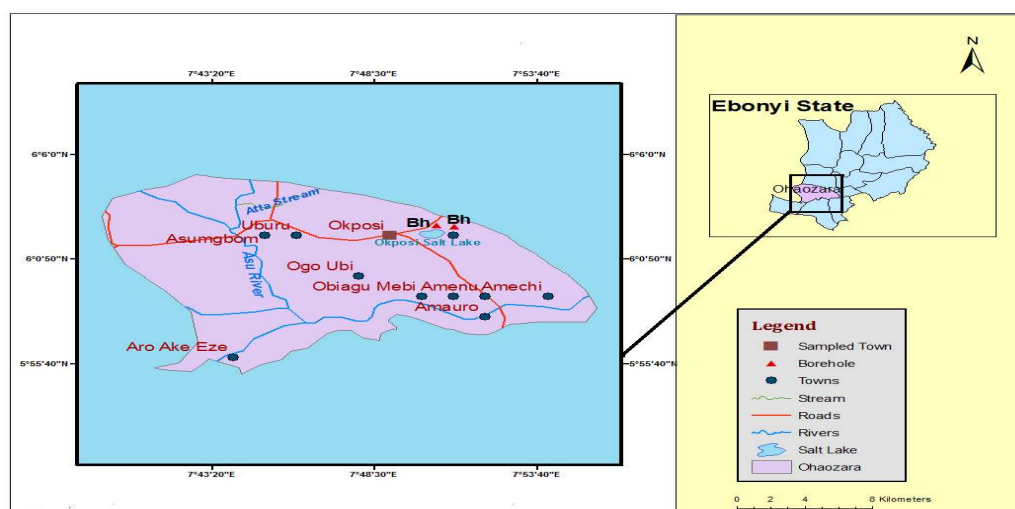 7°43'20"E 7°48'30"E 7°53'40"E
N
Ebonyi State
6°6'0"N 6°6'0"N
Ohaozara
Atta Stream
Uburu Okposi Bh Bh
Asumgbom Okposi Salt Lake
6°0'50"N 6°0'50"N
Asu River
Ogo Ubi
Obiagu Mebi Amenu Amechi
Amauro
Aro Ake Eze
5°55'40"N 5°55'40"N
Legend
Sampled Town
Borehole
Towns
Stream
Roads
Rivers
Salt Lake
Ohaozara
7°43'20"E 7°48'30"E 7°53'40"E
0 2 4 8 Kilometers